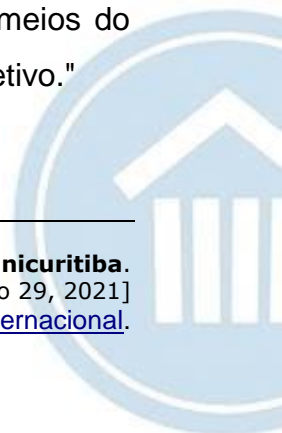 meios do
etivo."
nicuritiba.
o 29, 2021]
ernacional.